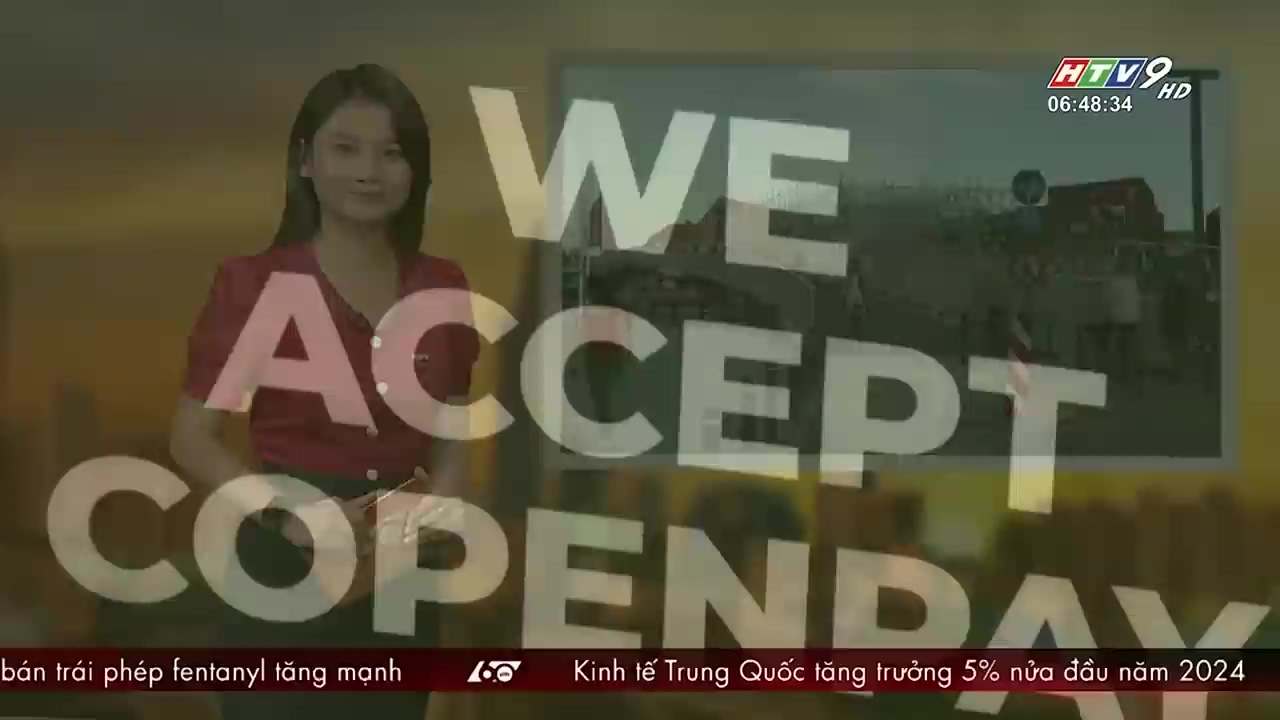 HTV9 HD
06:48:34
WE
ACCEPT
COPENPAY
bán trái phép fentanyl tăng mạnh 60 Kinh tế Trung Quốc tăng trưởng 5% nửa đầu năm 2024